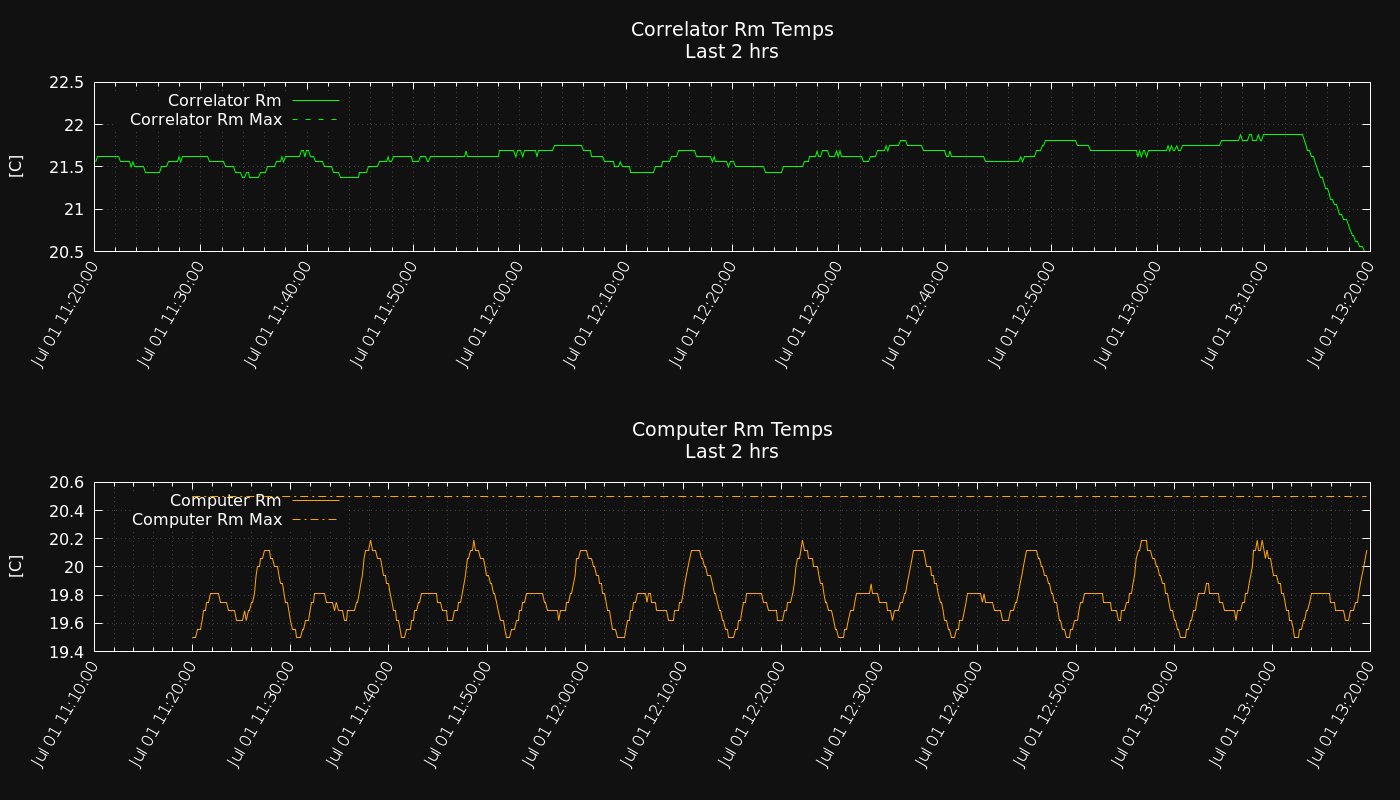 Correlator Rm Temps
Last 2 hrs
22.5
22
21.5
21
20.5
[C]
Correlator Rm
Correlator Rm Max
Jul 01 11:20:00
Jul 01 11:30:00
Jul 01 11:40:00
Jul 01 11:50:00
Jul 01 12:00:00
Jul 01 12:10:00
Jul 01 12:20:00
Jul 01 12:30:00
Jul 01 12:40:00
Jul 01 12:50:00
Jul 01 13:00:00
Jul 01 13:10:00
Jul 01 13:20:00
Computer Rm Temps
Last 2 hrs
20.6
20.4
20.2
20
19.8
19.6
19.4
[C]
Computer Rm
Computer Rm Max
Jul 01 11:10:00
Jul 01 11:20:00
Jul 01 11:30:00
Jul 01 11:40:00
Jul 01 11:50:00
Jul 01 12:00:00
Jul 01 12:10:00
Jul 01 12:20:00
Jul 01 12:30:00
Jul 01 12:40:00
Jul 01 12:50:00
Jul 01 13:00:00
Jul 01 13:10:00
Jul 01 13:20:00